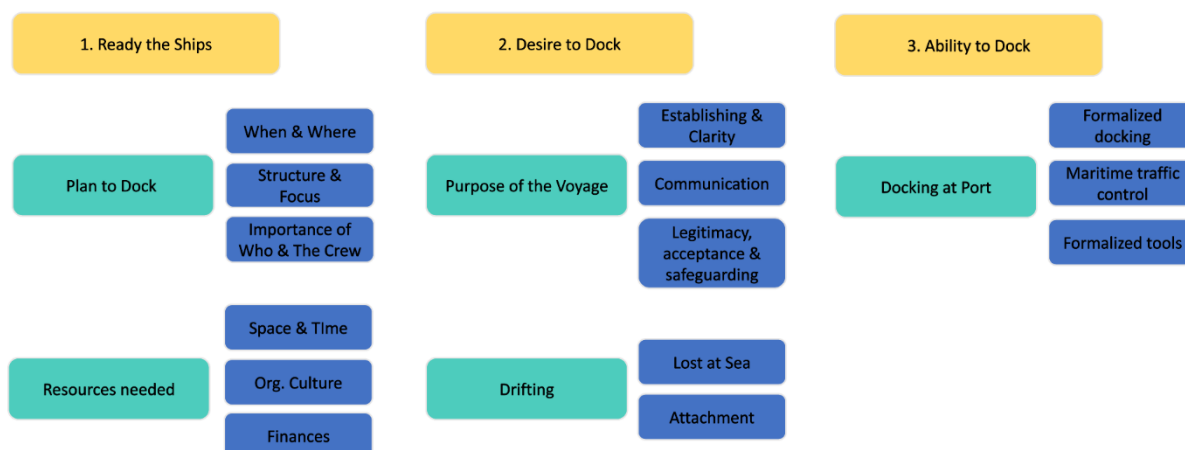 1. Ready the Ships
2. Desire to Dock
3. Ability to Dock
Plan to Dock
When & Where
Structure &
Focus
Importance of
Who & The Crew
Resources needed
Space & TIme
Org. Culture
Finances
Purpose of the Voyage
Establishing &
Clarity
Communication
Legitimacy,
acceptance &
safeguarding
Drifting
Lost at Sea
Attachment
Docking at Port
Formalized
docking
Maritime traffic
control
Formalized tools